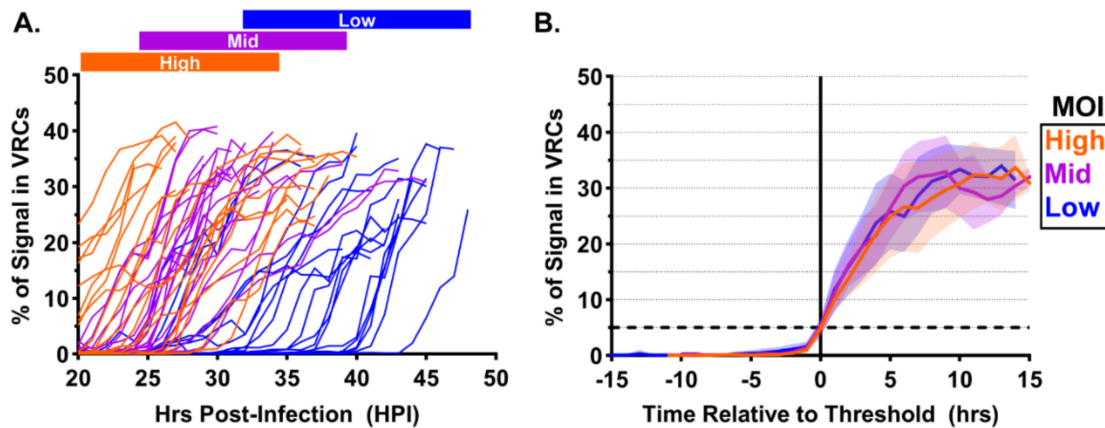 A.
Low
Mid
High
% of Signal in VRCs
50
40
30
20
10
0
20 25 30 35 40 45 50
Hrs Post-Infection (HPI)
B.
% of Signal in VRCs
50
40
30
20
10
0
-15 -10 -5 0 5 10 15
Time Relative to Threshold (hrs)
MOI
High
Mid
Low